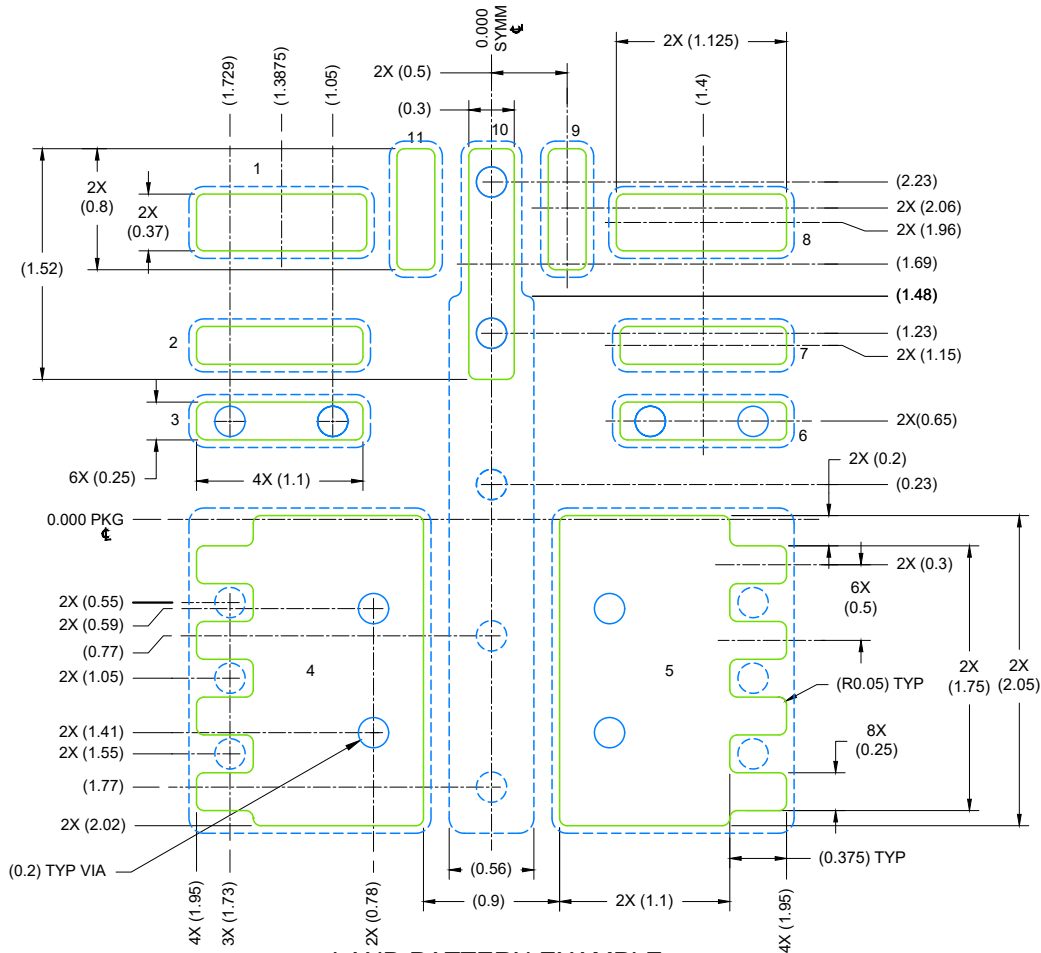 0.000
SYMM
℄
2X (1.125)
2X (0.5)
(1.729)
(1.3875)
(1.05)
(1.4)
(0.3)
11
10
9
1
(2.23)
2X
(0.8)
2X
(0.37)
2X (2.06)
2X (1.96)
8
(1.52)
(1.69)
(1.48)
(1.23)
2
7
2X (1.15)
3
6
2X(0.65)
6X (0.25)
4X (1.1)
2X (0.2)
(0.23)
0.000 PKG
℄
2X (0.3)
6X
(0.5)
2X (0.55)
2X (0.59)
(0.77)
4
5
2X (1.05)
(R0.05) TYP
2X
(1.75)
2X
(2.05)
2X (1.41)
2X (1.55)
8X
(0.25)
(1.77)
2X (2.02)
(0.2) TYP VIA
(0.56)
(0.375) TYP
(0.9)
2X (1.1)
4X (1.95)
3X (1.73)
2X (0.78)
4X (1.95)
LAND PATTERN EXAMPLE